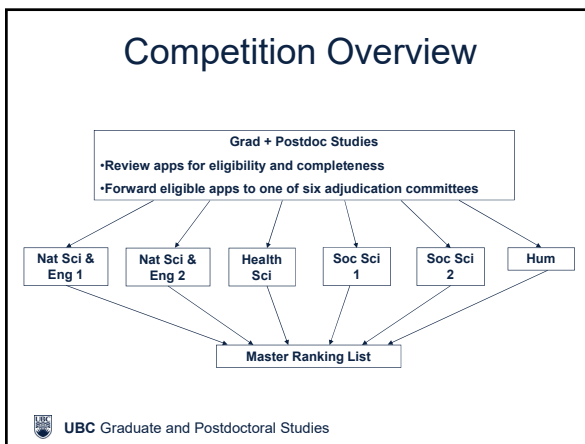 Competition Overview
Grad + Postdoc Studies
•Review apps for eligibility and completeness
•Forward eligible apps to one of six adjudication committees
Nat Sci &
Eng 1
Nat Sci &
Eng 2
Health
Sci
Soc Sci
1
Soc Sci
2
Hum
Master Ranking List
UBC
UBC Graduate and Postdoctoral Studies